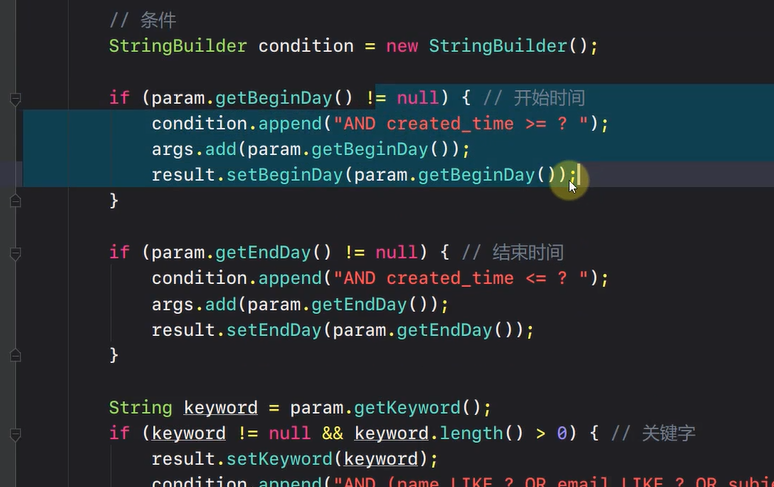 // 条件
StringBuilder condition = new StringBuilder();
if (param.getBeginDay() != null) { // 开始时间
condition.append("AND created_time >= ? ");
args.add(param.getBeginDay());
result.setBeginDay(param.getBeginDay());
}
if (param.getEndDay() != null) { // 结束时间
condition.append("AND created_time <= ? ");
args.add(param.getEndDay());
result.setEndDay(param.getEndDay());
}
String keyword = param.getKeyword();
if (keyword != null && keyword.length() > 0) { // 关键字
result.setKeyword(keyword);
condition.append("AND (name LIKE ? OR email LIKE ? OR